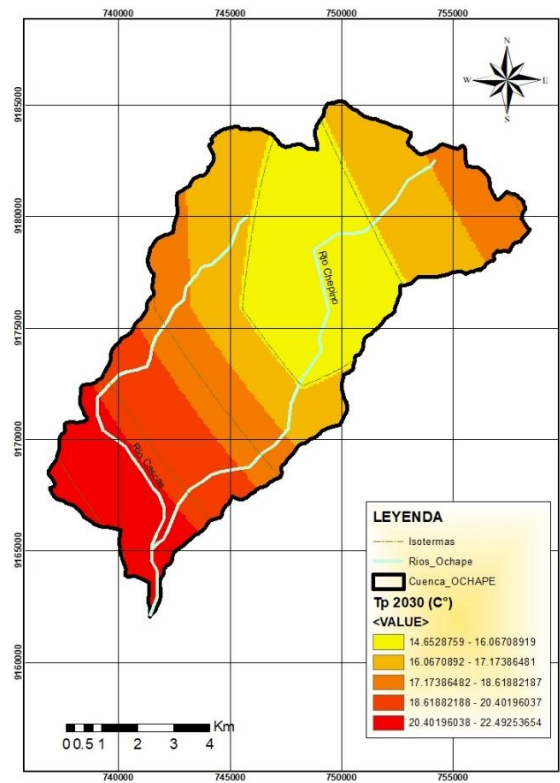 740000 745000 750000 755000
N
W E
S
9185000
9180000
9175000
9170000
9165000
9160000
Rio Chepino
Rio Cascas
LEYENDA
Isotermas
Rios_Ochape
Cuenca_OCHAPE
Tp 2030 (C°)
<VALUE>
14.6528759 - 16.06708919
16.0670892 - 17.17386481
17.17386482 - 18.61882187
18.61882188 - 20.40196037
20.40196038 - 22.49253654
Km
0 0.5 1 2 3 4
740000 745000 750000 755000